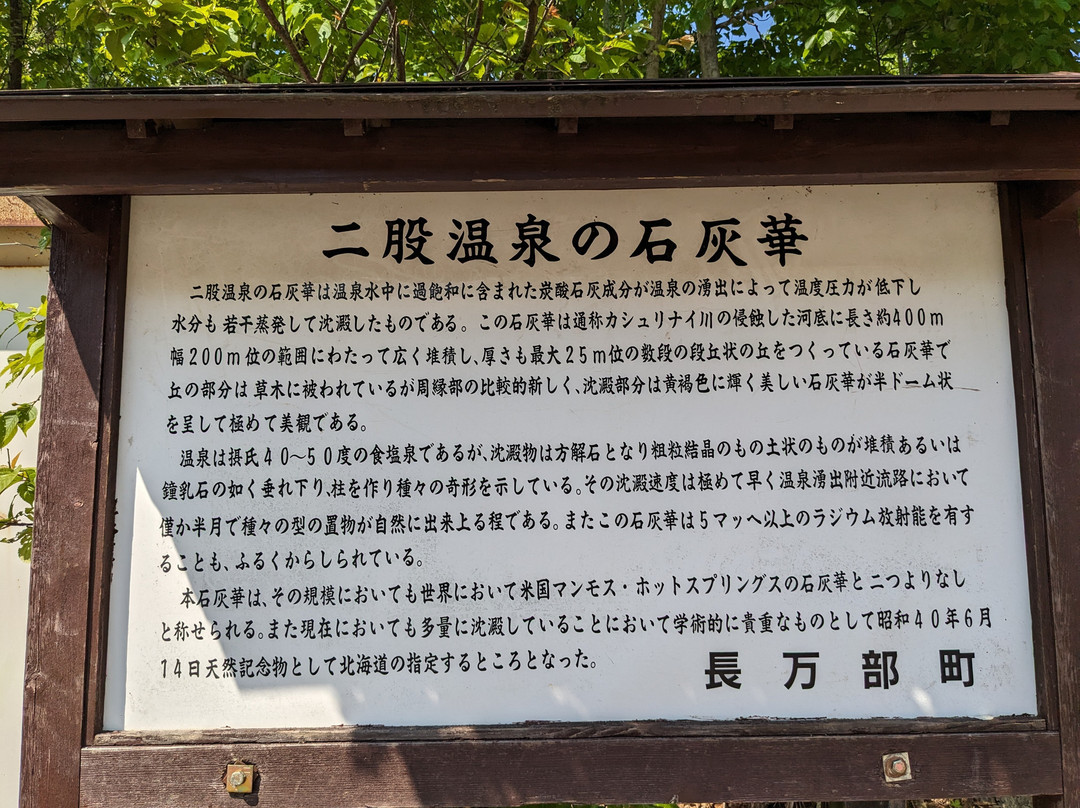 二股温泉の石灰華
二股温泉の石灰華は温泉水中に過飽和に含まれた炭酸石灰成分が温泉の湧出によって温度圧力が低下し
水分も若干蒸発して沈澱したものである。この石灰華は通称カシュリナイ川の侵蝕した河底に長さ約400m
幅200m位の範囲にわたって広く堆積し、厚さも最大25m位の数段の段丘状の丘をつくっている石灰華で
丘の部分は草木に被われているが周縁部の比較的新しく、沈澱部分は黄褐色に輝く美しい石灰華が半ドーム状
を呈して極めて美観である。
温泉は摂氏40~50度の食塩泉であるが、沈澱物は方解石となり粗粒結晶のもの土状のものが堆積あるいは
鐘乳石の如く垂れ下り、柱を作り種々の奇形を示している。その沈澱速度は極めて早く温泉湧出附近流路において
僅か半月で種々の型の置物が自然に出来上る程である。またこの石灰華は5マッヘ以上のラジウム放射能を有す
ることも、ふるくからしられている。
本石灰華は、その規模においても世界において米国マンモス・ホットスプリングスの石灰華と二つよりなし
と称せられる。また現在においても多量に沈澱していることにおいて学術的に貴重なものとして昭和40年6月
14日天然記念物として北海道の指定するところとなった。
長万部町